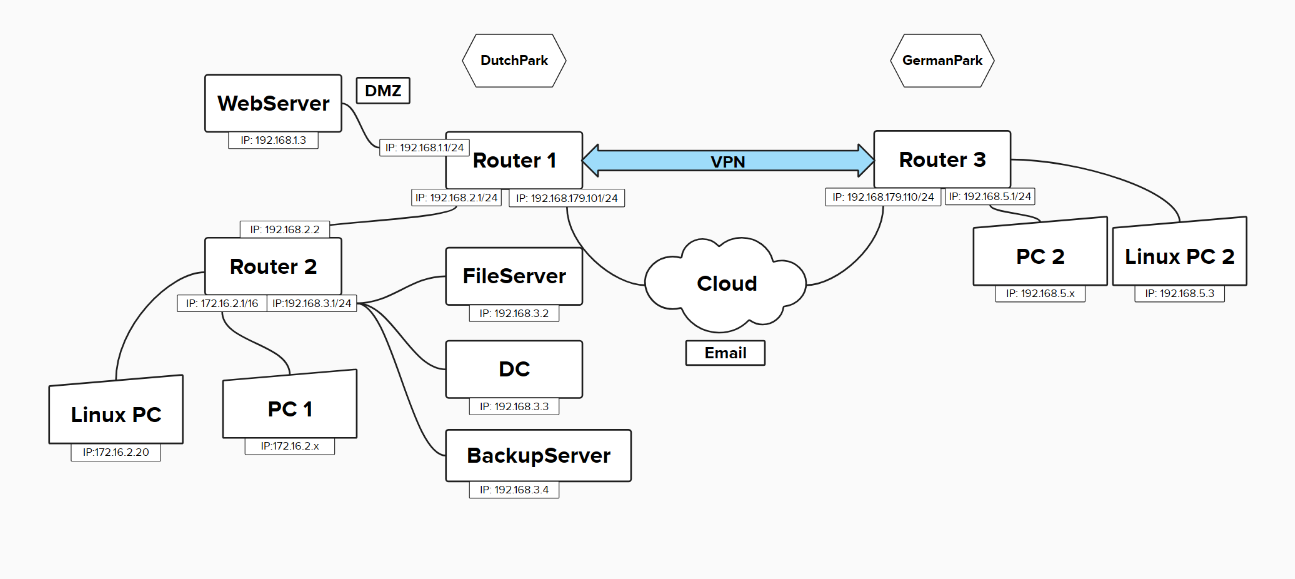 DutchPark
GermanPark
WebServer
DMZ
IP: 192.168.1.3
IP: 192.168.1.1/24
Router 1
VPN
Router 3
IP: 192.168.2.1/24
IP: 192.168.179.101/24
IP: 192.168.179.110/24
IP: 192.168.5.1/24
IP: 192.168.2.2
Router 2
FileServer
Cloud
PC 2
Linux PC 2
IP: 172.16.2.1/16
IP:192.168.3.1/24
IP: 192.168.3.2
IP: 192.168.5.x
IP: 192.168.5.3
Email
DC
IP: 192.168.3.3
Linux PC
PC 1
IP:172.16.2.20
IP:172.16.2.x
BackupServer
IP: 192.168.3.4